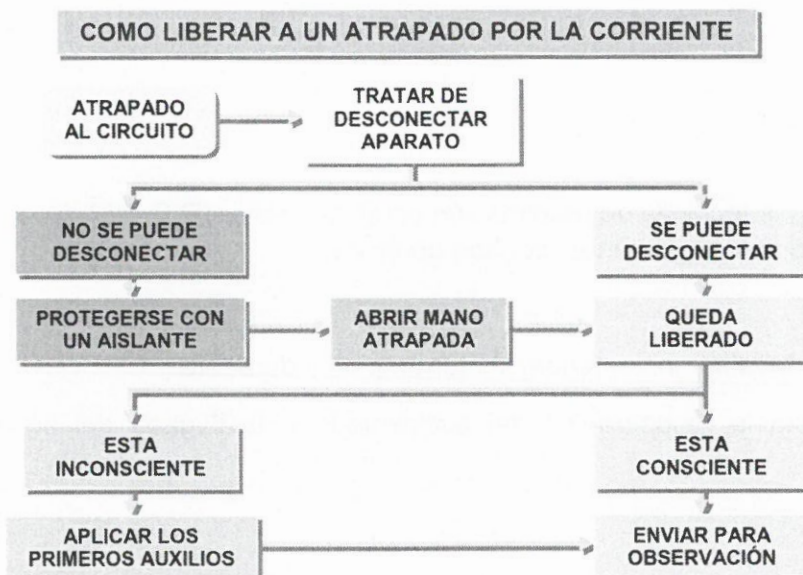 COMO LIBERAR A UN ATRAPADO POR LA CORRIENTE
ATRAPADO
AL CIRCUITO
TRATAR DE
DESCONECTAR
APARATO
NO SE PUEDE
DESCONECTAR
SE PUEDE
DESCONECTAR
PROTEGERSE CON
UN AISLANTE
ABRIR MANO
ATRAPADA
QUEDA
LIBERADO
ESTA
INCONSCIENTE
ESTA
CONSCIENTE
APLICAR LOS
PRIMEROS AUXILIOS
ENVIAR PARA
OBSERVACIÓN